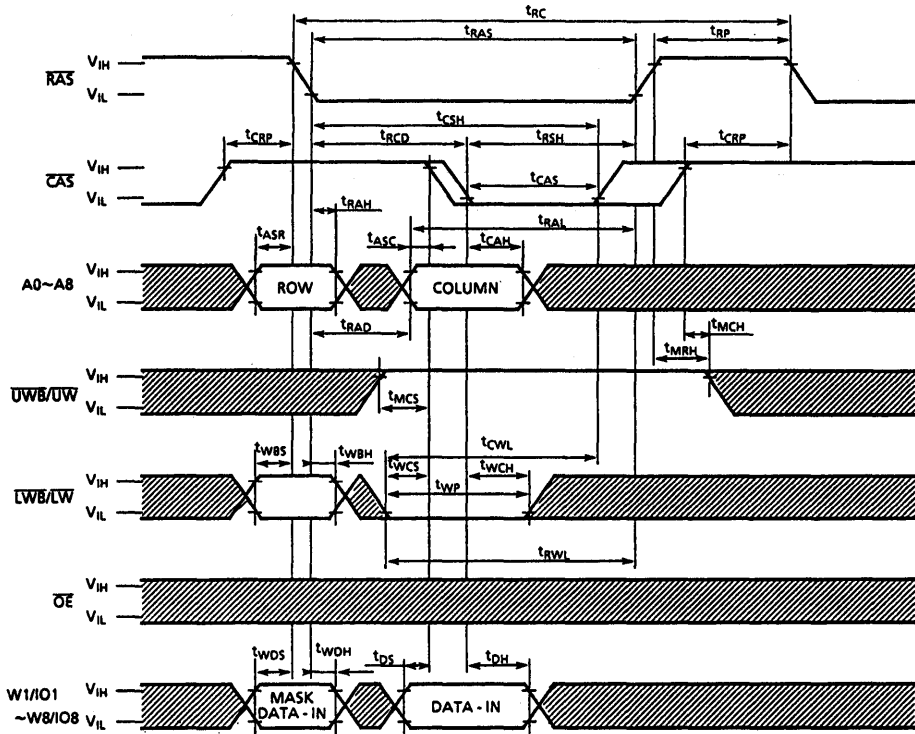 tRC
tRAS tRP
RAS VIH
VIL
tCSH
tCRP tRCD tRSH tCRP
CAS VIH
VIL
tCAS
tRAH tRAL
tASR tASC tCAH
A0~A8 VIH
VIL
ROW COLUMN
tRAD tMCH
tMRH
UWB/UW VIH
VIL
tMCS
tCWL
tWBS tWBH tWCS tWCH
tWP
LWB/LW VIH
VIL
tRWL
OE VIH
VIL
tWDS tWDH tDS tDH
W1/IO1 VIH
~W8/IO8 VIL
MASK
DATA-IN DATA - IN